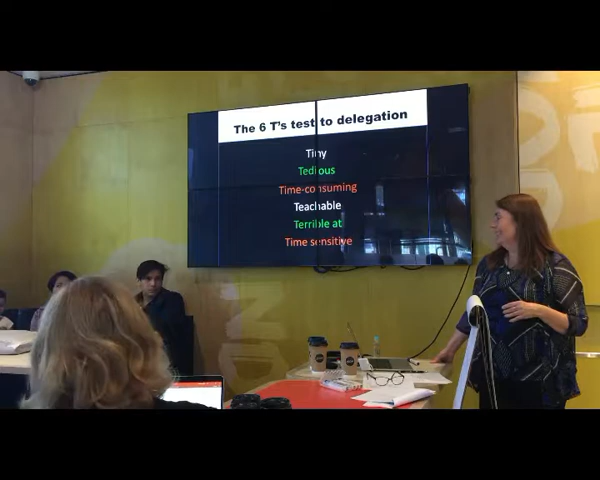 The 6 T's test to delegation
Tiny
Tedious
Time-consuming
Teachable
Terrible at
Time sensitive